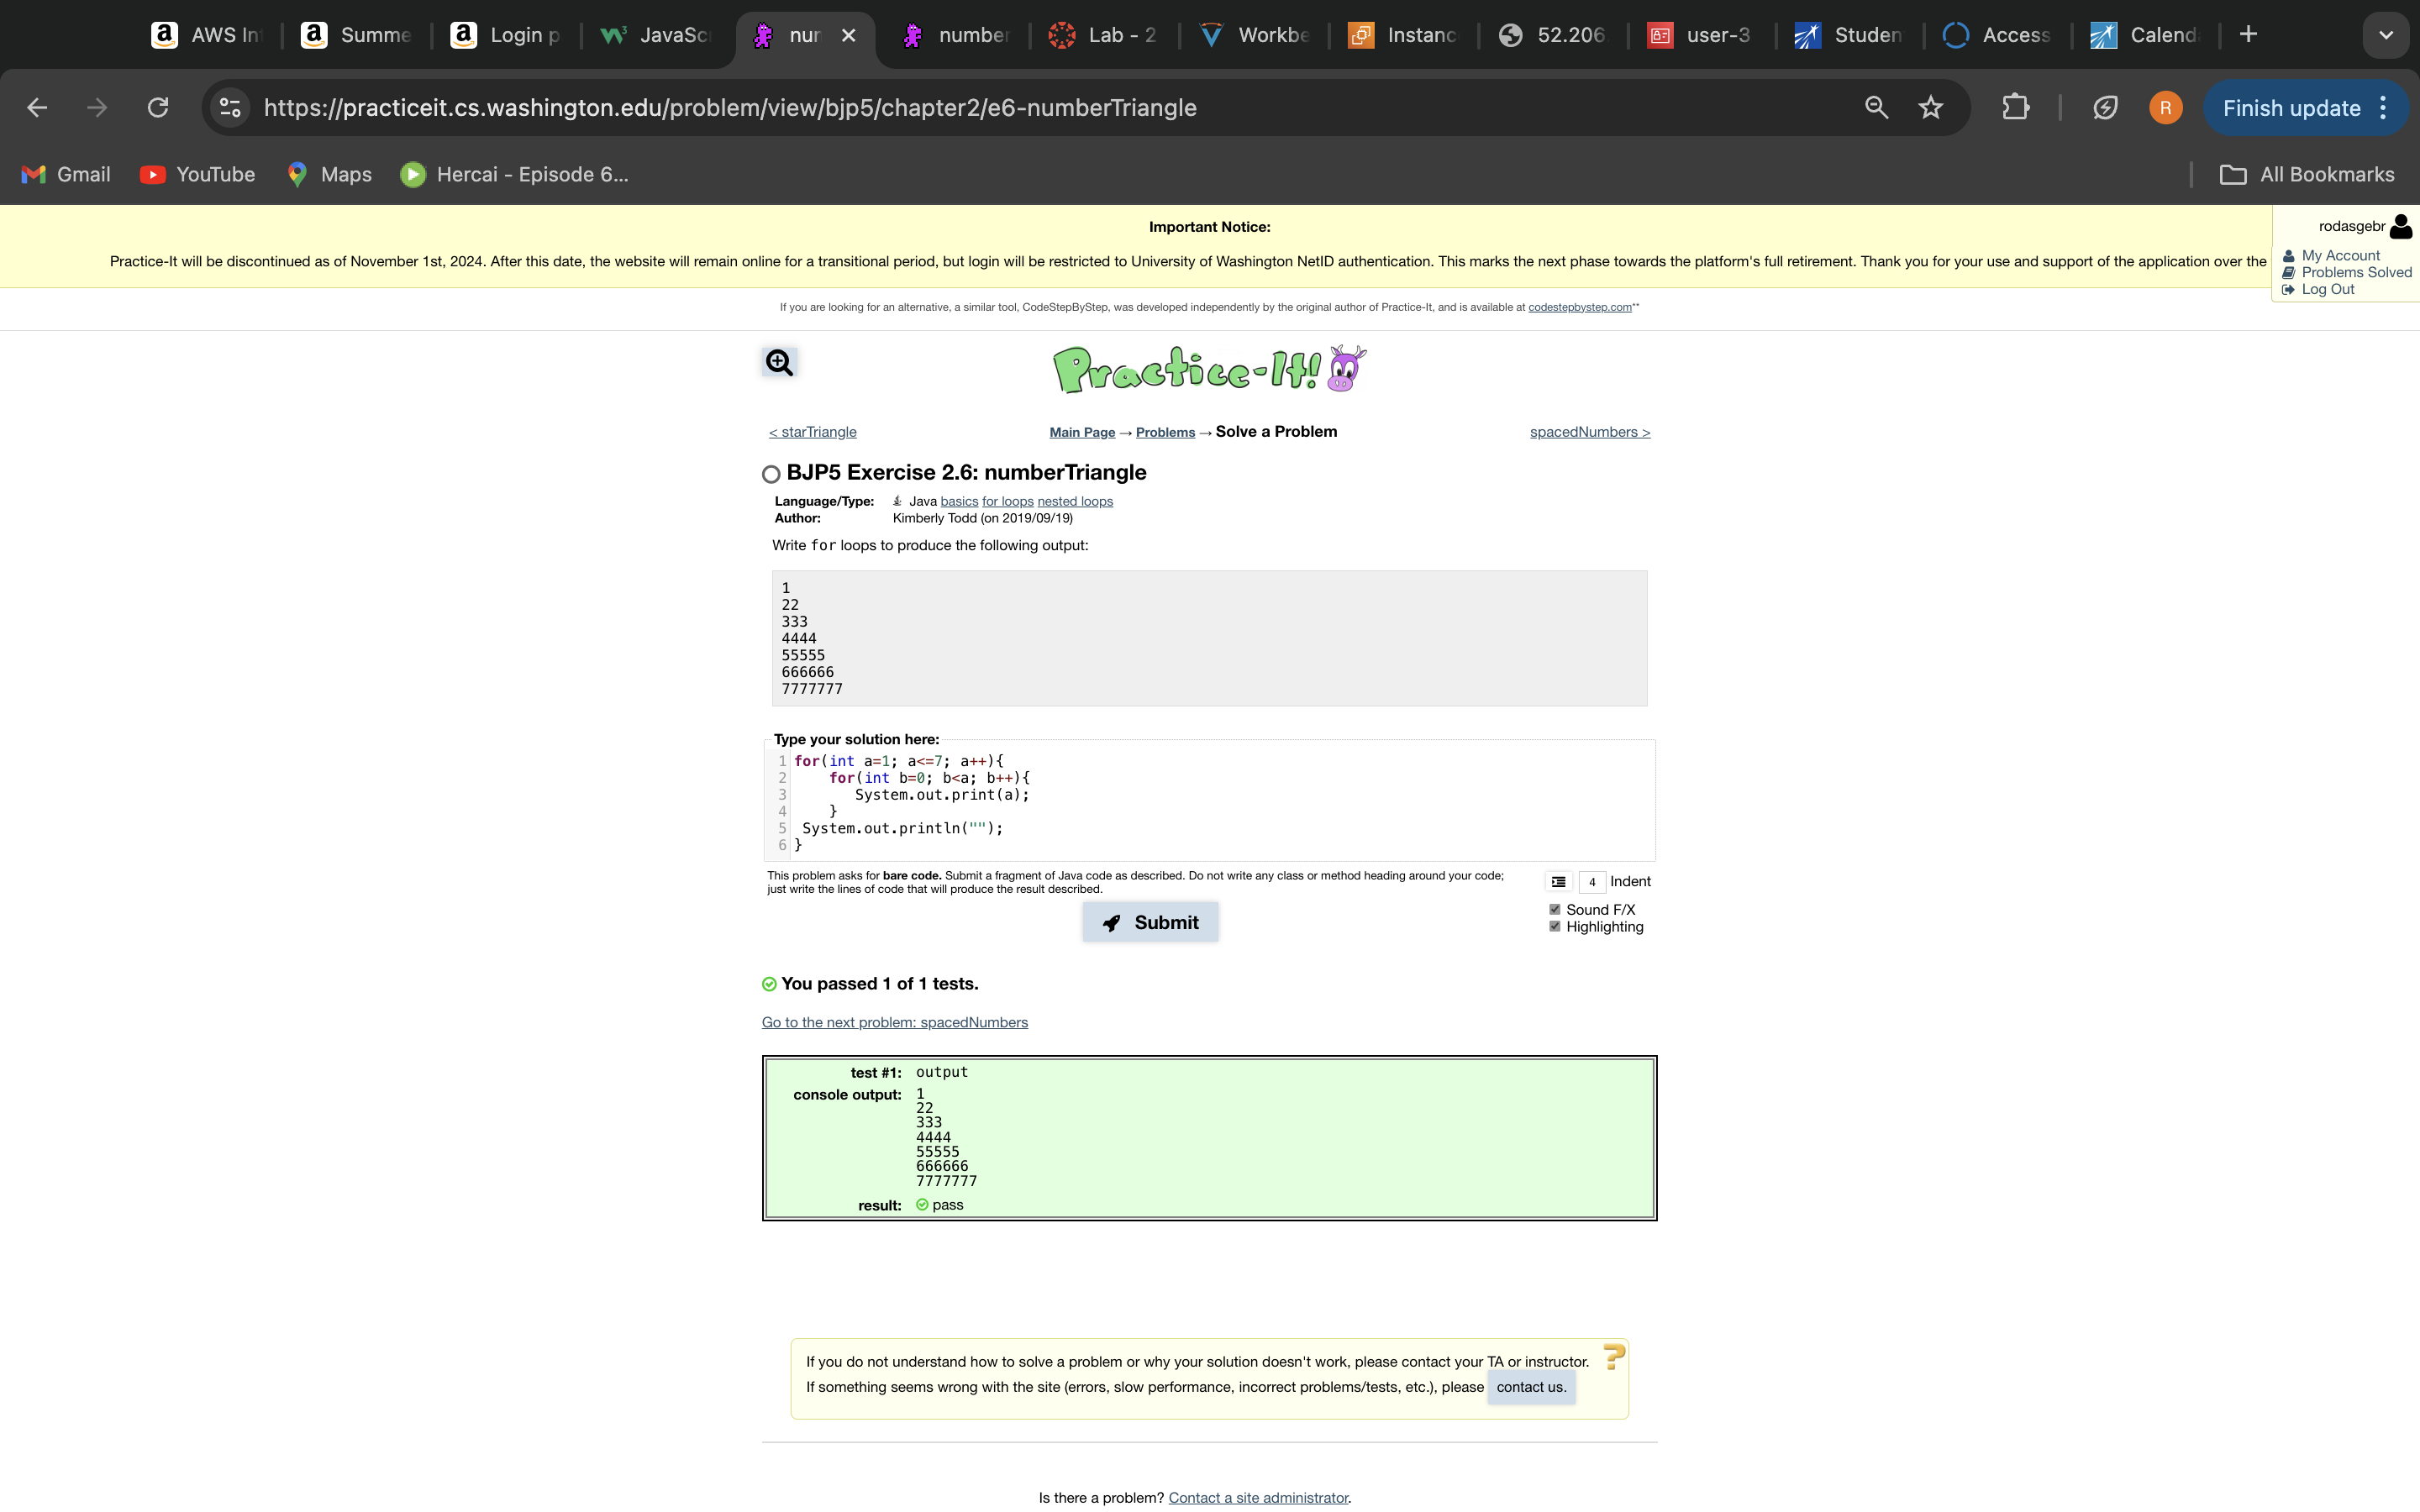 AWS In
Summe
Login p
JavaSc
nur
number
Lab - 2
Workbe
Instanc
52.206
user-3
Studen
Access
Calenda
https://practiceit.cs.washington.edu/problem/view/bjp5/chapter2/e6-numberTriangle
R
Finish update
Gmail
YouTube
Maps
Hercai - Episode 6...
All Bookmarks
Important Notice:
Practice-It will be discontinued as of November 1st, 2024. After this date, the website will remain online for a transitional period, but login will be restricted to University of Washington NetID authentication. This marks the next phase towards the platform's full retirement. Thank you for your use and support of the application over the
rodasgebr
My Account
Problems Solved
Log Out
If you are looking for an alternative, a similar tool, CodeStepByStep, was developed independently by the original author of Practice-It, and is available at codestepbystep.com**
Practice-It!
< starTriangle
Main Page → Problems → Solve a Problem
spacedNumbers >
BJP5 Exercise 2.6: numberTriangle
Language/Type: Java basics for loops nested loops
Author: Kimberly Todd (on 2019/09/19)
Write for loops to produce the following output:
1
22
333
4444
55555
666666
7777777
Type your solution here:
1 for(int a=1; a<=7; a++){
2 for(int b=0; b<a; b++){
3 System.out.print(a);
4 }
5 System.out.println("");
6 }
This problem asks for bare code. Submit a fragment of Java code as described. Do not write any class or method heading around your code;
just write the lines of code that will produce the result described.
4 Indent
Sound F/X
Highlighting
Submit
You passed 1 of 1 tests.
Go to the next problem: spacedNumbers
test #1: output
console output: 1
22
333
4444
55555
666666
7777777
result: pass
If you do not understand how to solve a problem or why your solution doesn't work, please contact your TA or instructor.
If something seems wrong with the site (errors, slow performance, incorrect problems/tests, etc.), please contact us.
Is there a problem? Contact a site administrator.